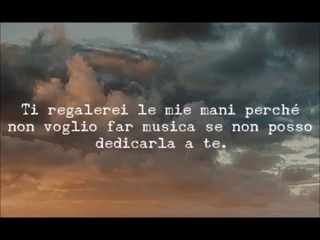 Ti regalerei le mie mani perché
non voglio far musica se non posso
dedicarla a te.